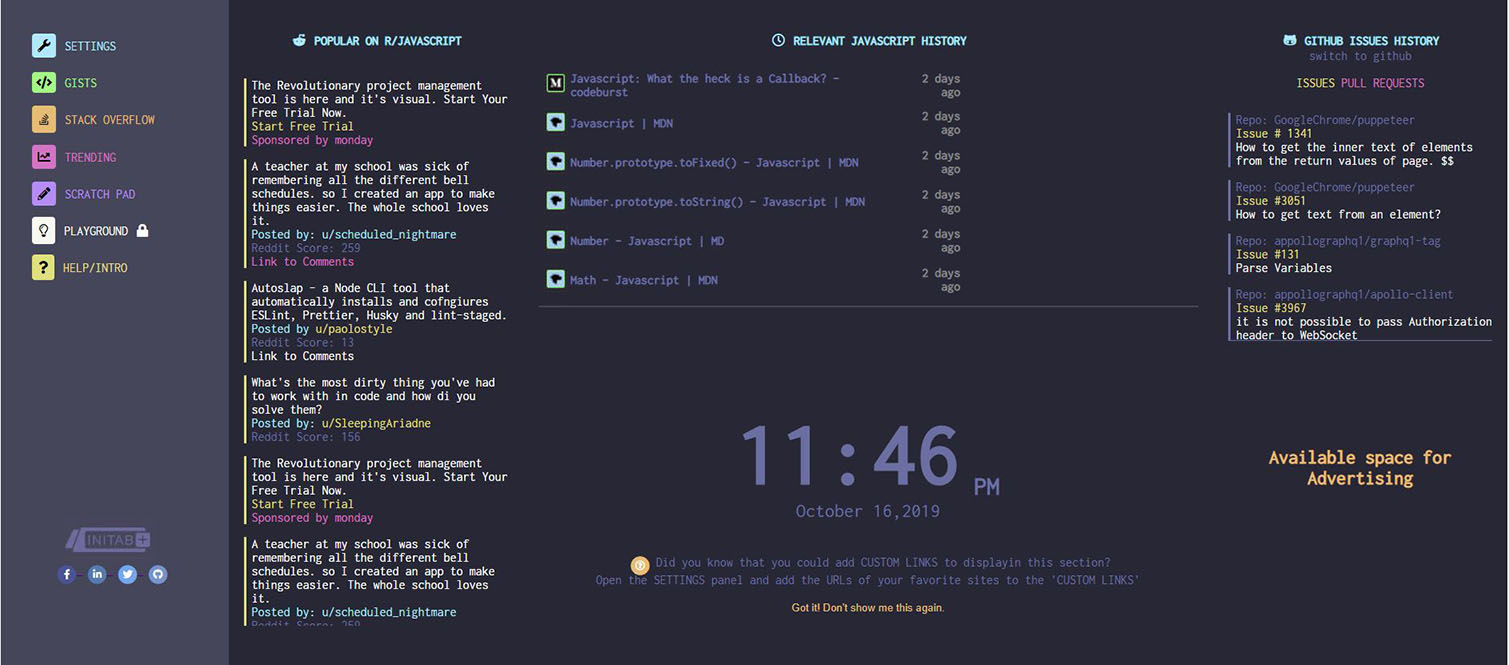 SETTINGS
GISTS
STACK OVERFLOW
TRENDING
SCRATCH PAD
PLAYGROUND
HELP/INTRO
INITAB+
POPULAR ON R/JAVASCRIPT
The Revolutionary project management
tool is here and it's visual. Start Your
Free Trial Now.
Start Free Trial
Sponsored by monday
A teacher at my school was sick of
remembering all the different bell
schedules. so I created an app to make
things easier. The whole school loves
it.
Posted by: u/scheduled_nightmare
Reddit Score: 259
Link to Comments
Autoslap - a Node CLI tool that
automatically installs and cofngiures
ESLint, Prettier, Husky and lint-staged.
Posted by u/paolostyle
Reddit Score: 13
Link to Comments
What's the most dirty thing you've had
to work with in code and how di you
solve them?
Posted by: u/SleepingAriadne
Reddit Score: 156
The Revolutionary project management
tool is here and it's visual. Start Your
Free Trial Now.
Start Free Trial
Sponsored by monday
A teacher at my school was sick of
remembering all the different bell
schedules. so I created an app to make
things easier. The whole school loves
it.
Posted by: u/scheduled_nightmare
Reddit Score: 259
RELEVANT JAVASCRIPT HISTORY
Javascript: What the heck is a Callback? - 2 days
codeburst ago
Javascript | MDN 2 days
ago
Number.prototype.toFixed() - Javascript | MDN 2 days
ago
Number.prototype.toString() - Javascript | MDN 2 days
ago
Number - Javascript | MD 2 days
ago
Math - Javascript | MDN 2 days
ago
11:46 PM
October 16,2019
Did you know that you could add CUSTOM LINKS to displayin this section?
Open the SETTINGS panel and add the URLs of your favorite sites to the 'CUSTOM LINKS'
Got it! Don't show me this again.
GITHUB ISSUES HISTORY
switch to github
ISSUES PULL REQUESTS
Repo: GoogleChrome/puppeteer
Issue # 1341
How to get the inner text of elements
from the return values of page. $$
Repo: GoogleChrome/puppeteer
Issue #3051
How to get text from an element?
Repo: appollographq1/graphq1-tag
Issue #131
Parse Variables
Repo: appollographq1/apollo-client
Issue #3967
it is not possible to pass Authorization
header to WebSocket
Available space for
Advertising